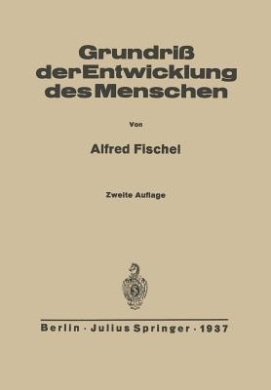 Grundriß
der Entwicklung
des Menschen
Von
Alfred Fischel
Zweite Auflage
Berlin · Julius Springer · 1937